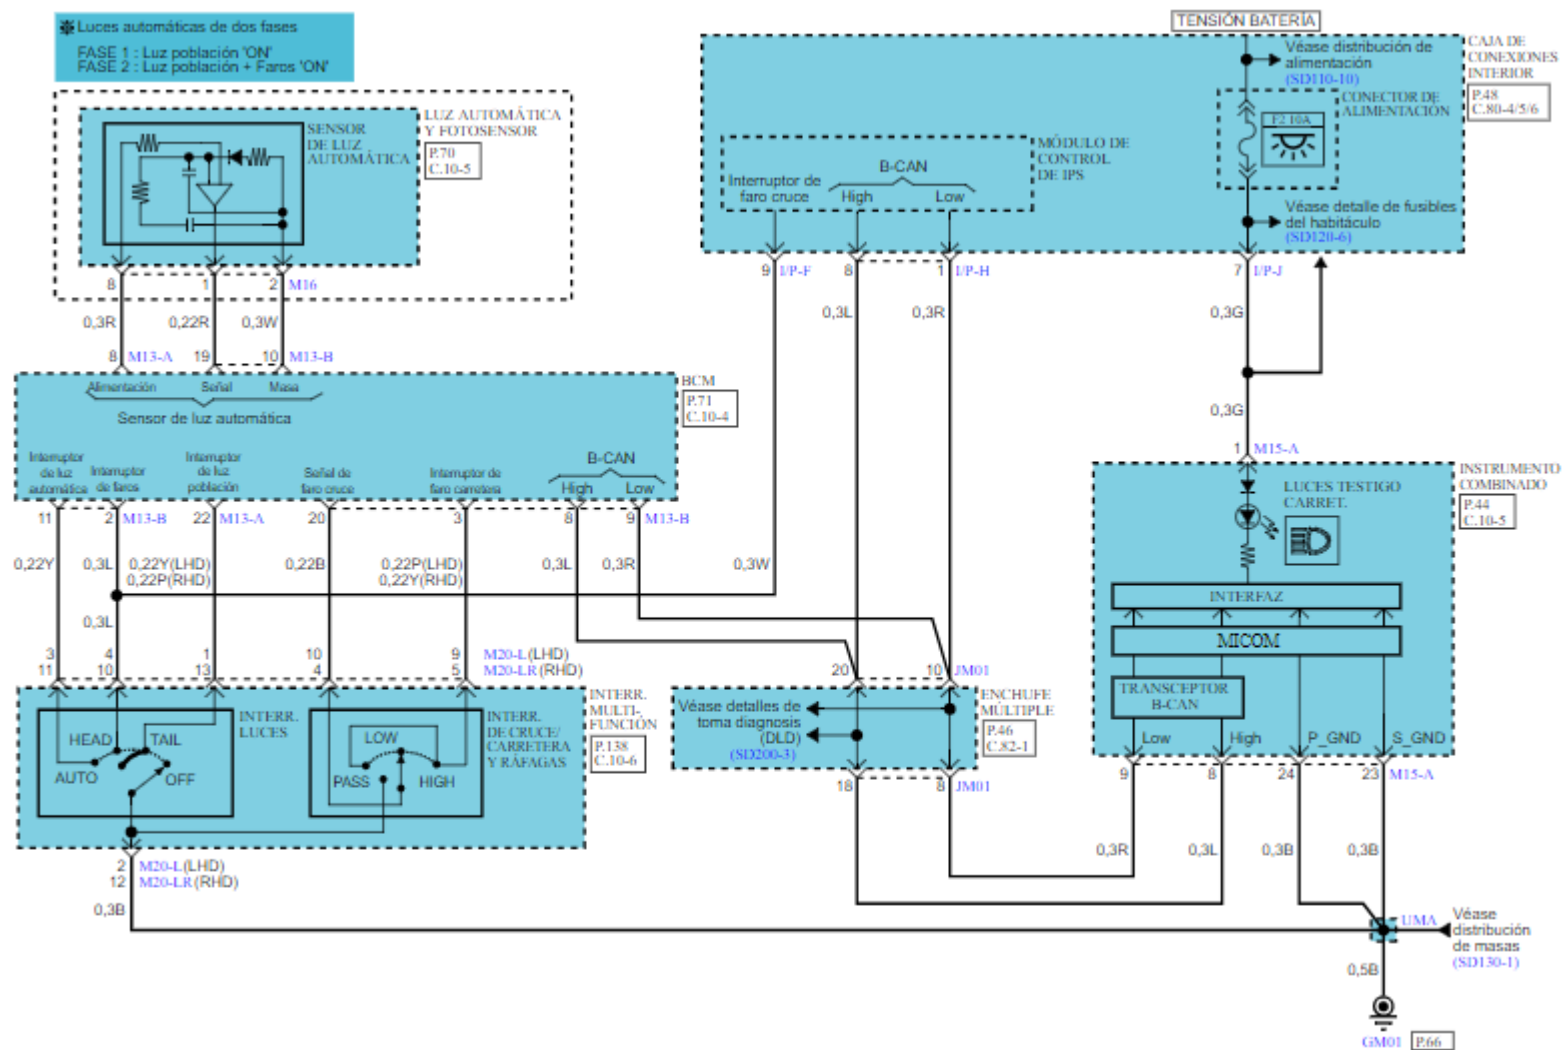 TENSIÓN BATERÍA
Luces automáticas de dos fases
FASE 1 : Luz población 'ON'
FASE 2 : Luz población + Faros 'ON'
LUZ AUTOMÁTICA
Y FOTOSENSOR
P.70
C.10-5
SENSOR
DE LUZ
AUTOMÁTICA
8
1
2
M16
0,3R
0,22R
0,3W
8
M13-A
19
10
M13-B
CAJA DE
CONEXIONES
INTERIOR
P.48
C.80-4/5/6
Véase distribución de
alimentación
(SD110-10)
CONECTOR DE
ALIMENTACIÓN
F2 10A
Véase detalle de fusibles
del habitáculo
(SD120-6)
MÓDULO DE
CONTROL
DE IPS
Interruptor de
faro cruce
B-CAN
High
Low
9
I/P-F
8
1
I/P-H
7
I/P-J
0,3L
0,3R
0,3G
0,3G
1
M15-A
BCM
P.71
C.10-4
Alimentación
Señal
Masa
Sensor de luz automática
Interruptor
de luz
automática
Interruptor
de faros
Interruptor
de luz
población
Señal de
faro cruce
Interruptor de
faro carretera
B-CAN
High
Low
11
2
M13-B
22
M13-A
20
3
8
9
M13-B
0,22Y
0,3L
0,22Y(LHD)
0,22P(RHD)
0,22B
0,22P(LHD)
0,22Y(RHD)
0,3L
0,3R
0,3W
0,3L
3
4
1
10
9
M20-L(LHD)
11
10
13
4
5
M20-LR(RHD)
INTERR.
MULTI-
FUNCIÓN
P.138
C.10-6
INTERR.
LUCES
HEAD
TAIL
AUTO
OFF
INTERR.
DE CRUCE/
CARRETERA
Y RÁFAGAS
LOW
PASS
HIGH
2
M20-L(LHD)
12
M20-LR(RHD)
0,3B
20
10
JM01
ENCHUFE
MÚLTIPLE
P.46
C.82-1
Véase detalles de
toma diagnosis
(DLD)
(SD200-3)
18
8
JM01
INSTRUMENTO
COMBINADO
P.44
C.10-5
LUCES TESTIGO
CARRET.
INTERFAZ
MICOM
TRANSCEPTOR
B-CAN
Low
High
P_GND
S_GND
9
8
24
23
M15-A
0,3R
0,3L
0,3B
0,3B
UMA
Véase
distribución
de masas
(SD130-1)
0,5B
GM01
P.66